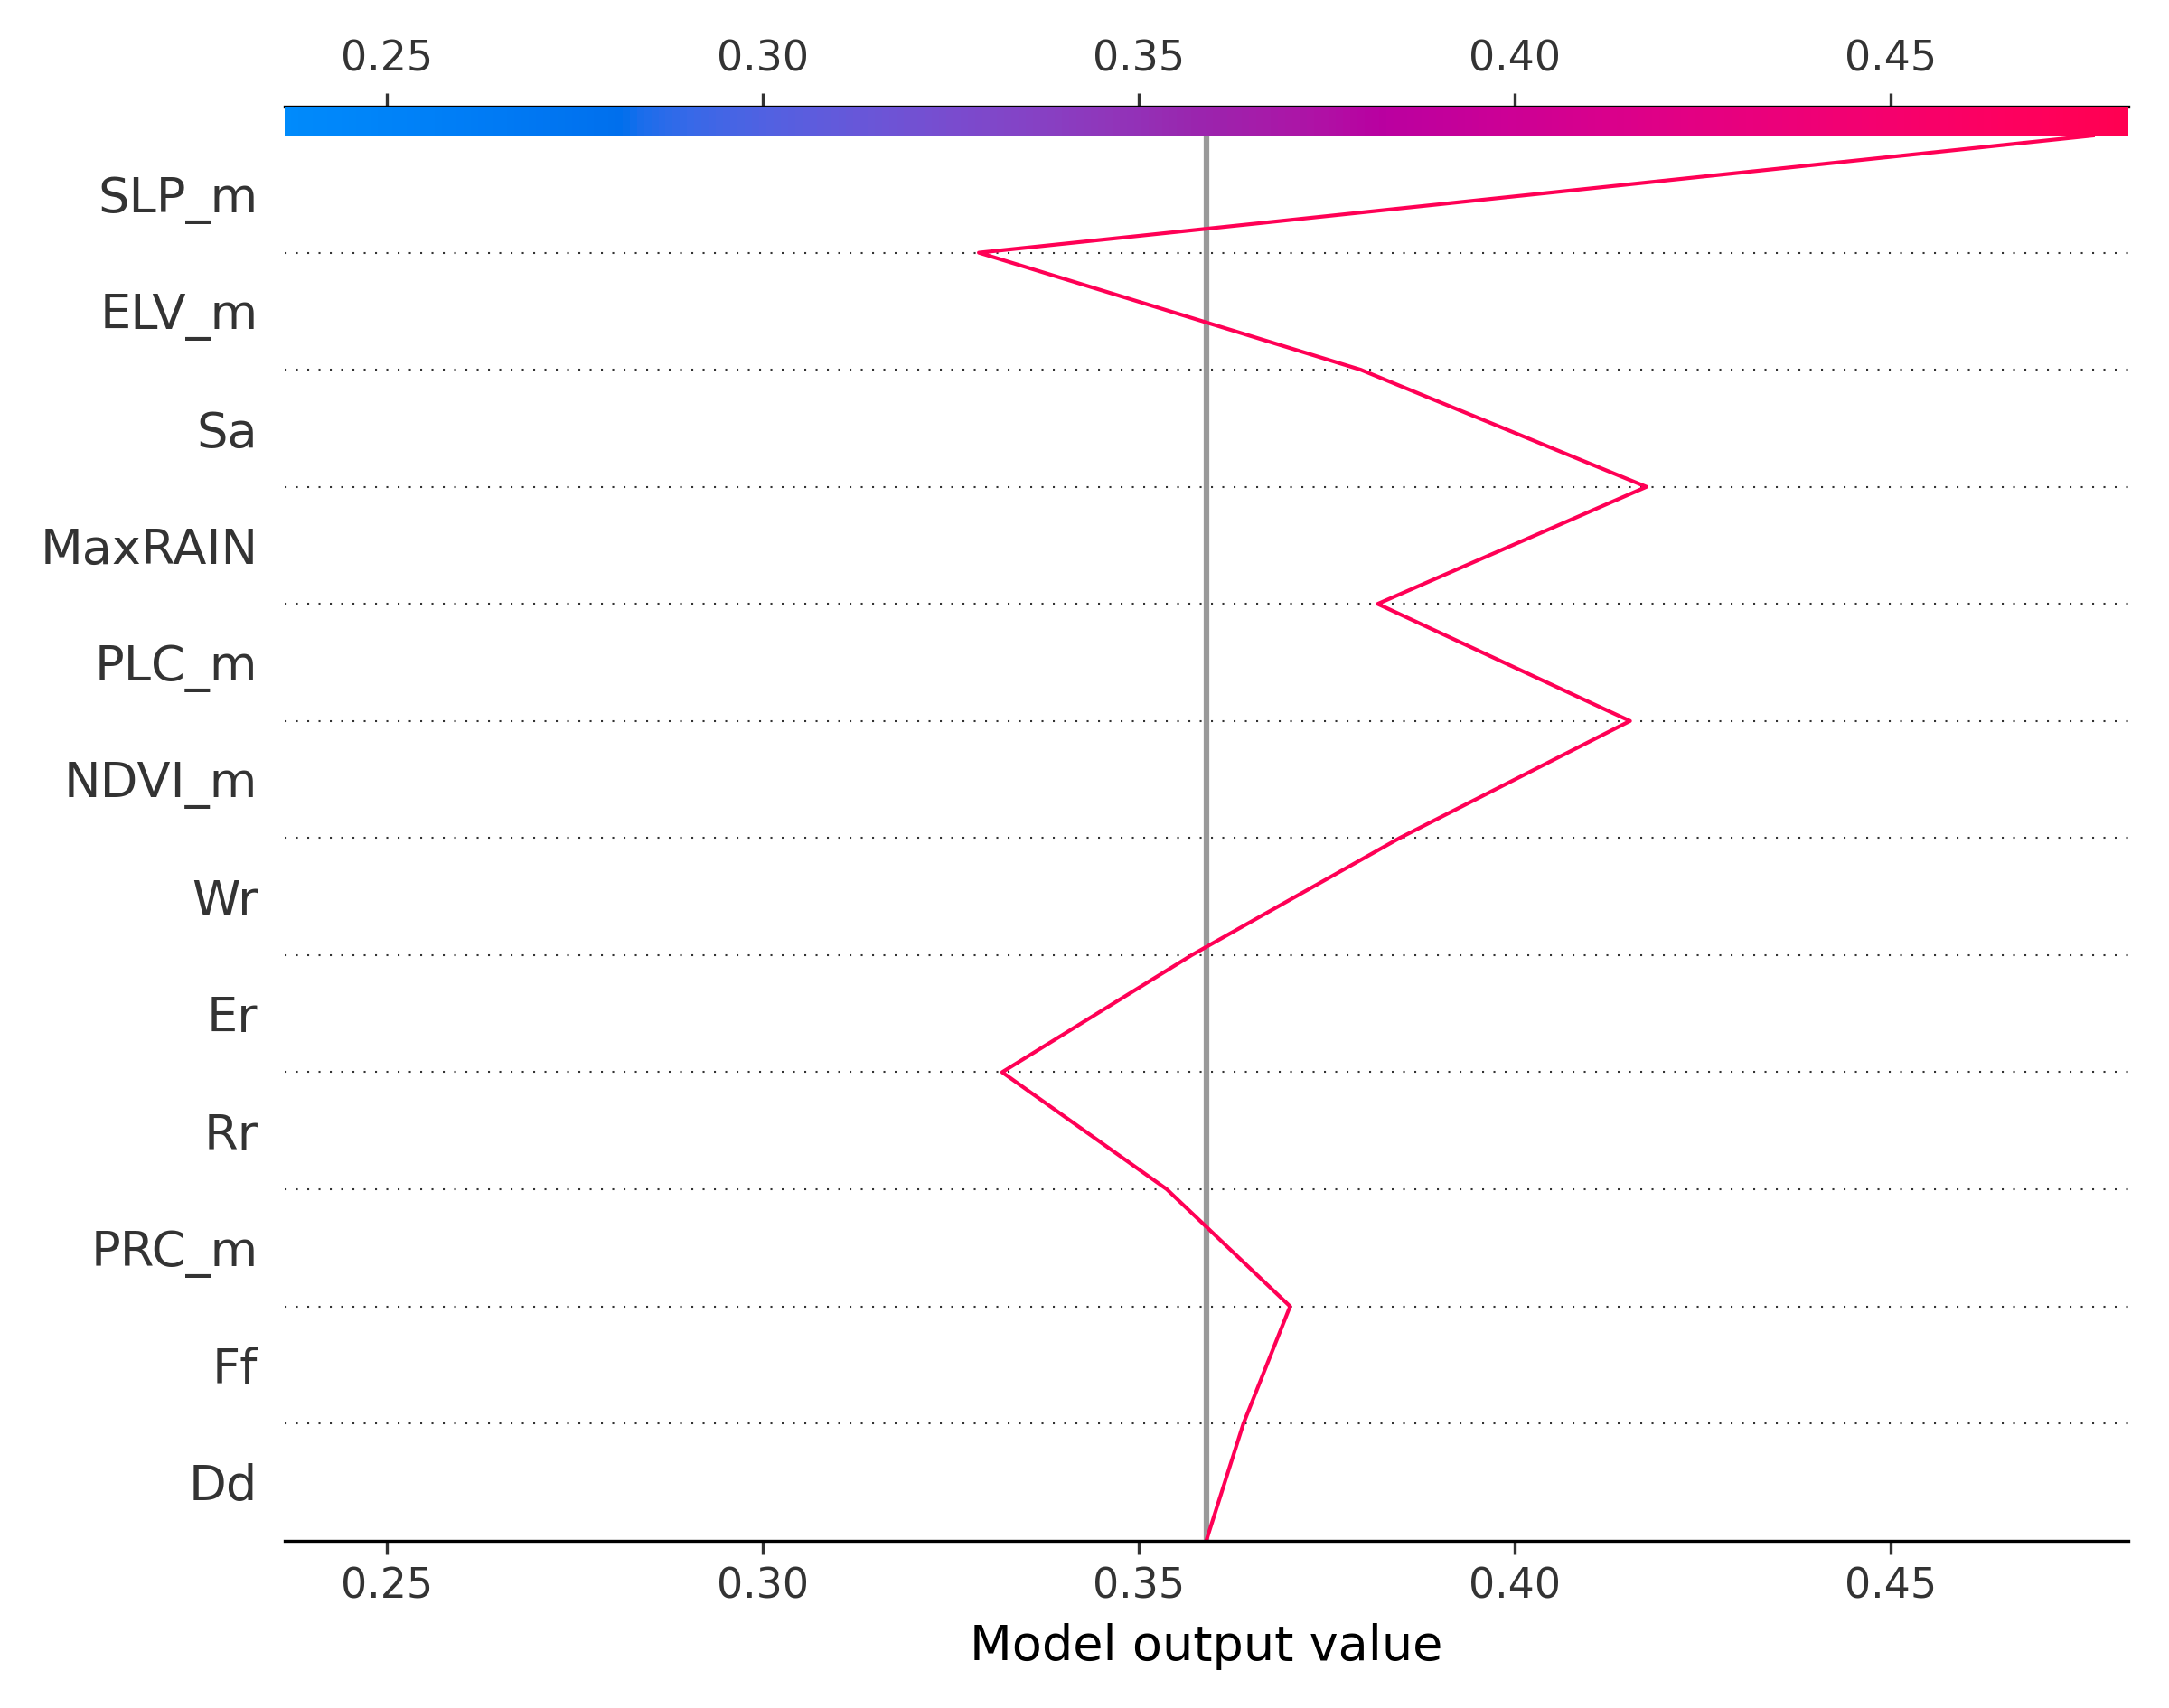 0.25 0.30 0.35 0.40 0.45
SLP_m
ELV_m
Sa
MaxRAIN
PLC_m
NDVI_m
Wr
Er
Rr
PRC_m
Ff
Dd
0.25 0.30 0.35 0.40 0.45
Model output value